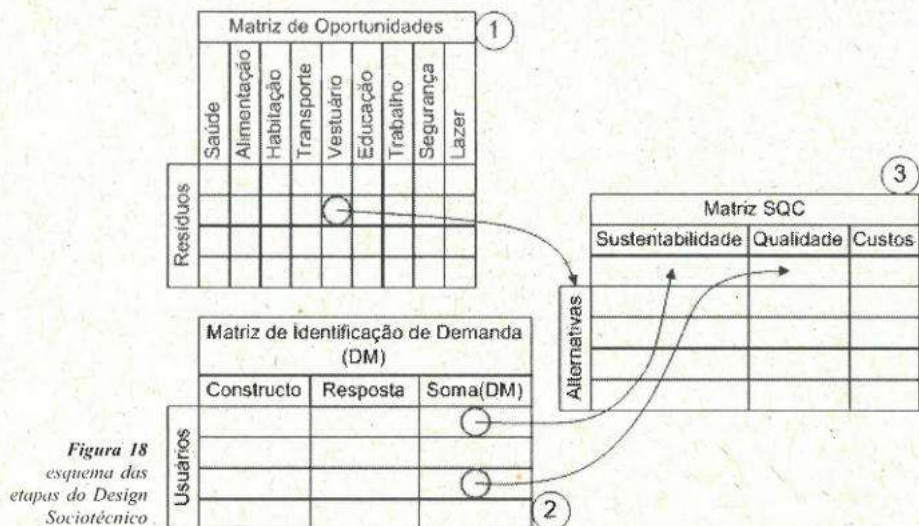 Matriz de Oportunidades
1
Saúde
Alimentação
Habitação
Transporte
Vestuário
Educação
Trabalho
Segurança
Lazer
Resíduos
3
Matriz SQC
Sustentabilidade Qualidade Custos
Alternativas
Matriz de Identificação de Demanda
(DM)
Constructo Resposta Soma(DM)
Usuários
2
Figura 18
esquema das
etapas do Design
Sociotécnico